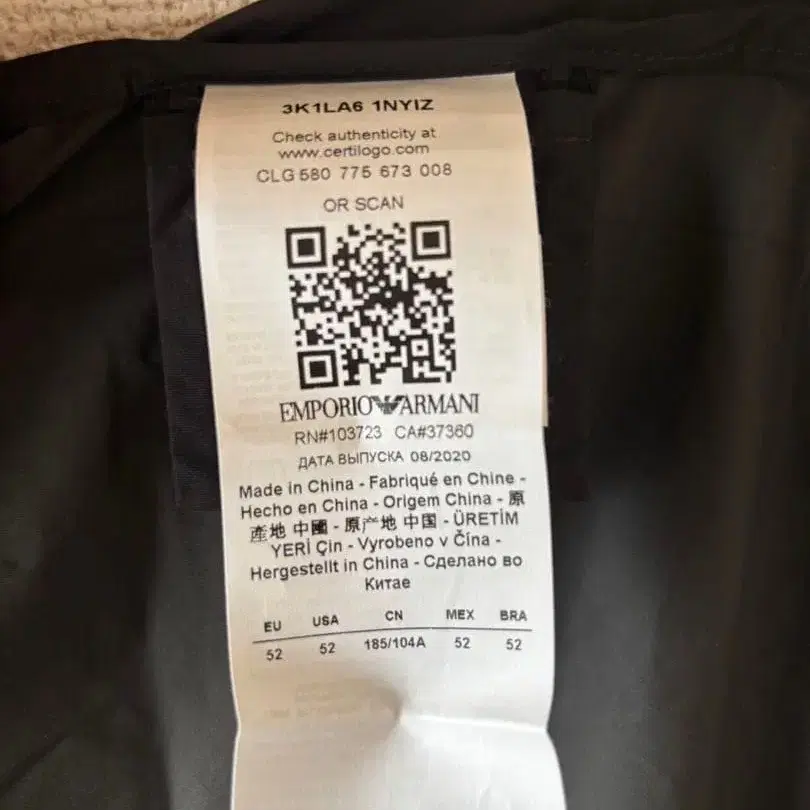 3K1LA6 1NYIZ
Check authenticity at
www.certilogo.com
CLG 580 775 673 008
OR SCAN
EMPORIO ARMANI
RN#103723 CA#37360
ДАТА ВЫПУСКА 08/2020
Made in China - Fabriqué en Chine -
Hecho en China - Origem China - 原
產地 中國 - 原产地 中国 - ÜRETİM
YERİ Çin - Vyrobeno v Čína -
Hergestellt in China - Сделано во
Китае
EU USA CN MEX BRA
52 52 185/104A 52 52